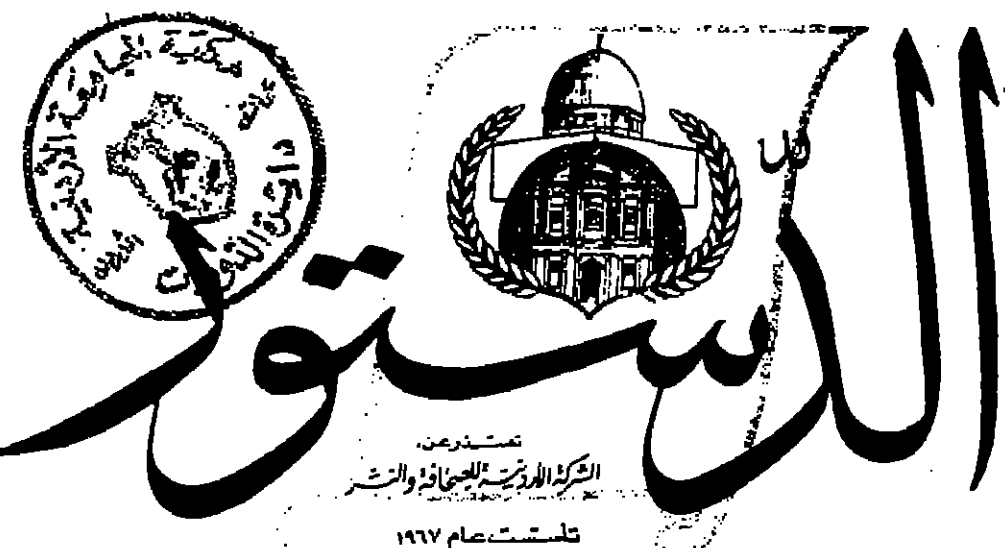 الدستور
تصدر عن
الشركة الأردنية للصحافة والنشر
تأسست عام ١٩٦٧
مكتبة الجامعة الأردنية